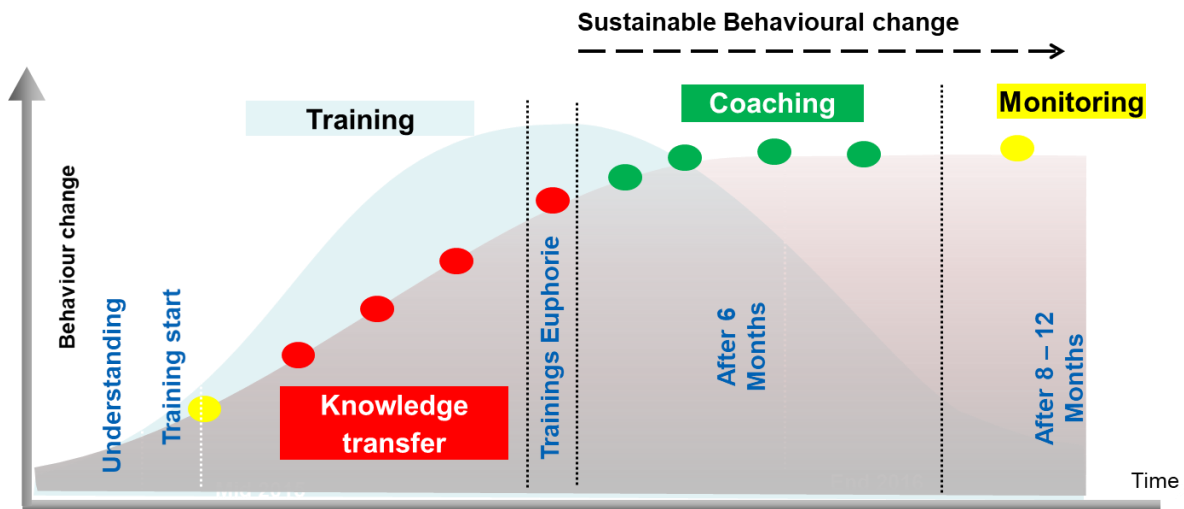 Sustainable Behavioural change
Training
Coaching
Monitoring
Behaviour change
Understanding
Training start
Knowledge
transfer
Trainings Euphorie
After 6
Months
After 8 – 12
Months
Time